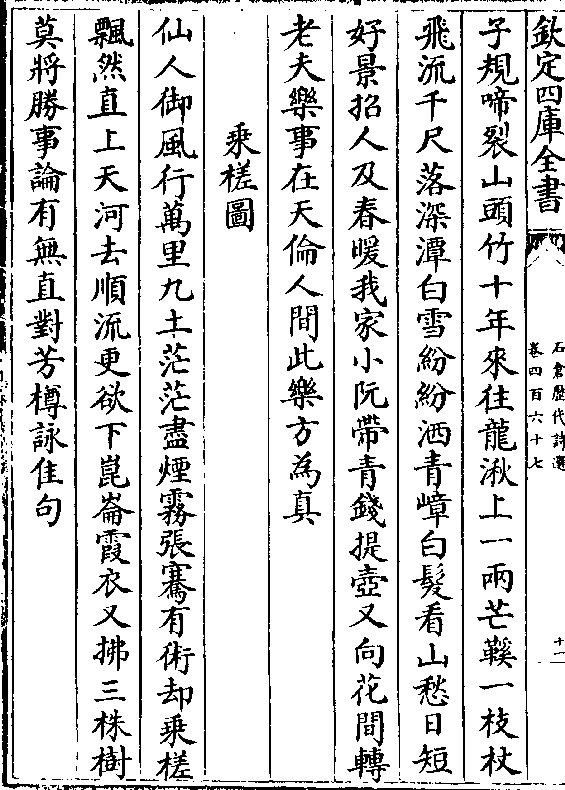 欽定四庫全書
石倉歷代詩選
卷四百六十七
十一
子規啼裂山頭竹十年來往龍湫上一兩芒鞵一枝杖
飛流千尺落深潭白雪紛紛洒青嶂白髮看山愁日短
好景招人及春暖我家小阮帶青錢提壺又向花間轉
老夫樂事在天倫人間此樂方為真
乘槎圖
仙人御風行萬里九土茫茫盡煙霧張騫有術却乘槎
飄然直上天河去順流更欲下崑崙霞衣又拂三株樹
莫將勝事論有無直對芳樽詠佳句